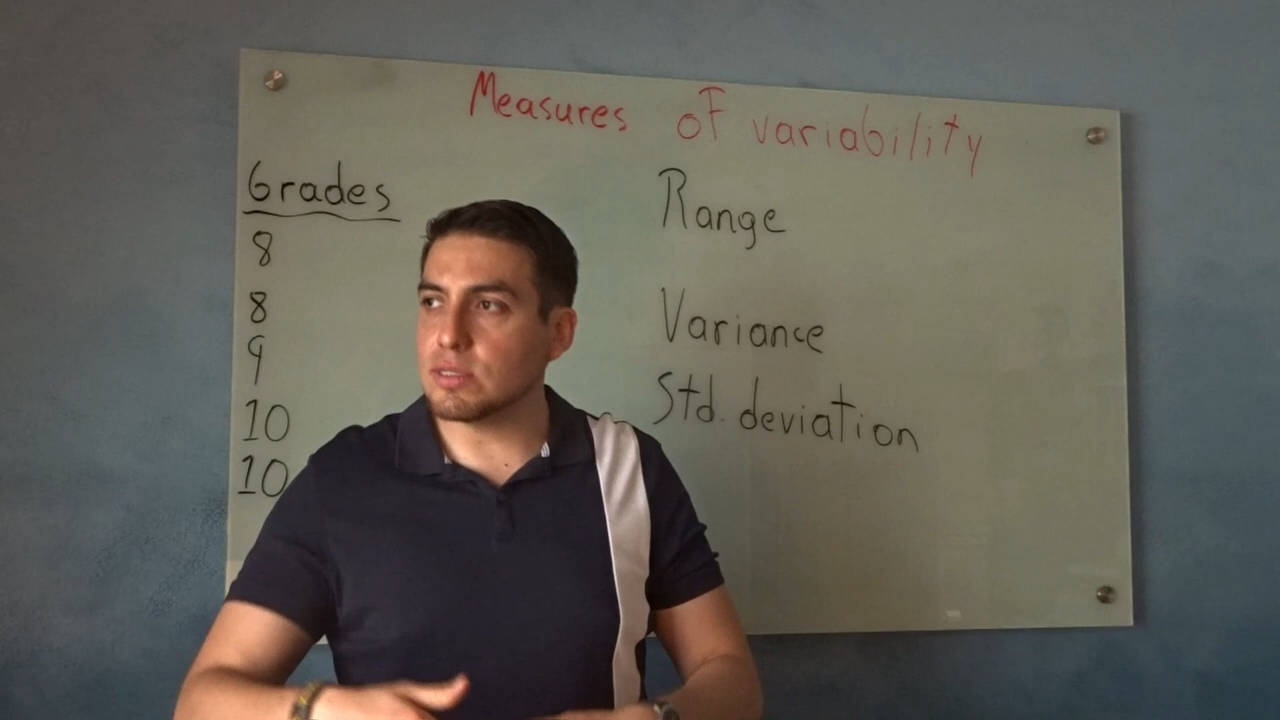 Measures of variability
Grades
8
8
9
10
10
Range
Variance
Std. deviation